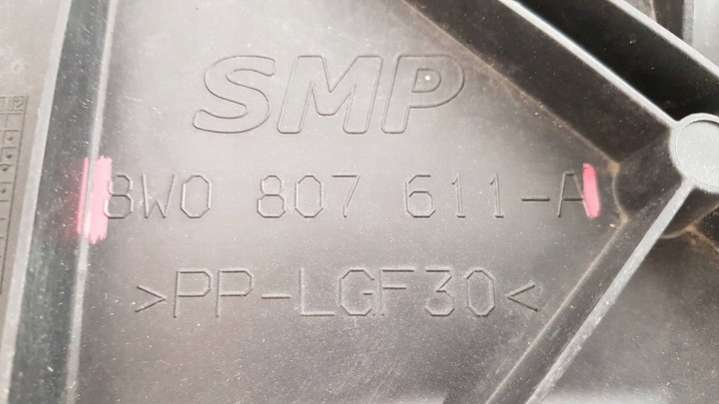 SMP
8W0 807 611-A
>PP-LGF30<